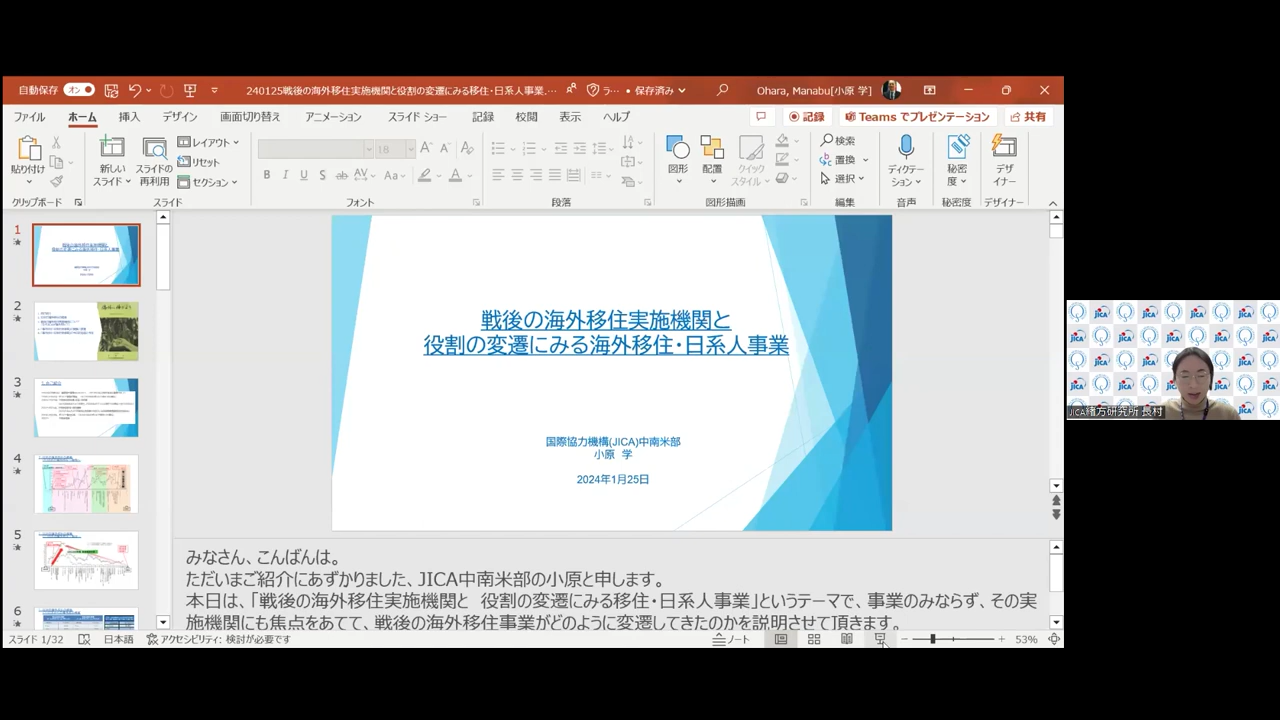 自動保存 オン
240125戦後の海外移住実施機関と役割の変遷にみる移住・日系人事業.… ラ… • 保存済み
Ohara, Manabu[小原 学]
ファイル ホーム 挿入 デザイン 画面切り替え アニメーション スライド ショー 記録 校閲 表示 ヘルプ
記録 Teams でプレゼンテーション 共有
貼り付け
新しいスライド
スライドの再利用
レイアウト
リセット
セクション
18
図形 配置 クイックスタイル
検索
置換
選択
ディクテーション
秘密度
デザイナー
クリップボード スライド フォント 段落 図形描画 編集 音声 秘密度 デザイナー
1
2
3
4
5
6
戦後の海外移住実施機関と
役割の変遷にみる海外移住・日系人事業
国際協力機構(JICA)中南米部
小原 学
2024年1月25日
みなさん、こんばんは。
ただいまご紹介にあずかりました、JICA中南米部の小原と申します。
本日は、「戦後の海外移住実施機関と 役割の変遷にみる移住・日系人事業」というテーマで、事業のみならず、その実
施機関にも焦点をあてて、戦後の海外移住事業がどのように変遷してきたのかを説明させて頂きます。
スライド 1/32 日本語 アクセシビリティ: 検討が必要です ノート 53%
JICA
JICA緒方研究所 長村